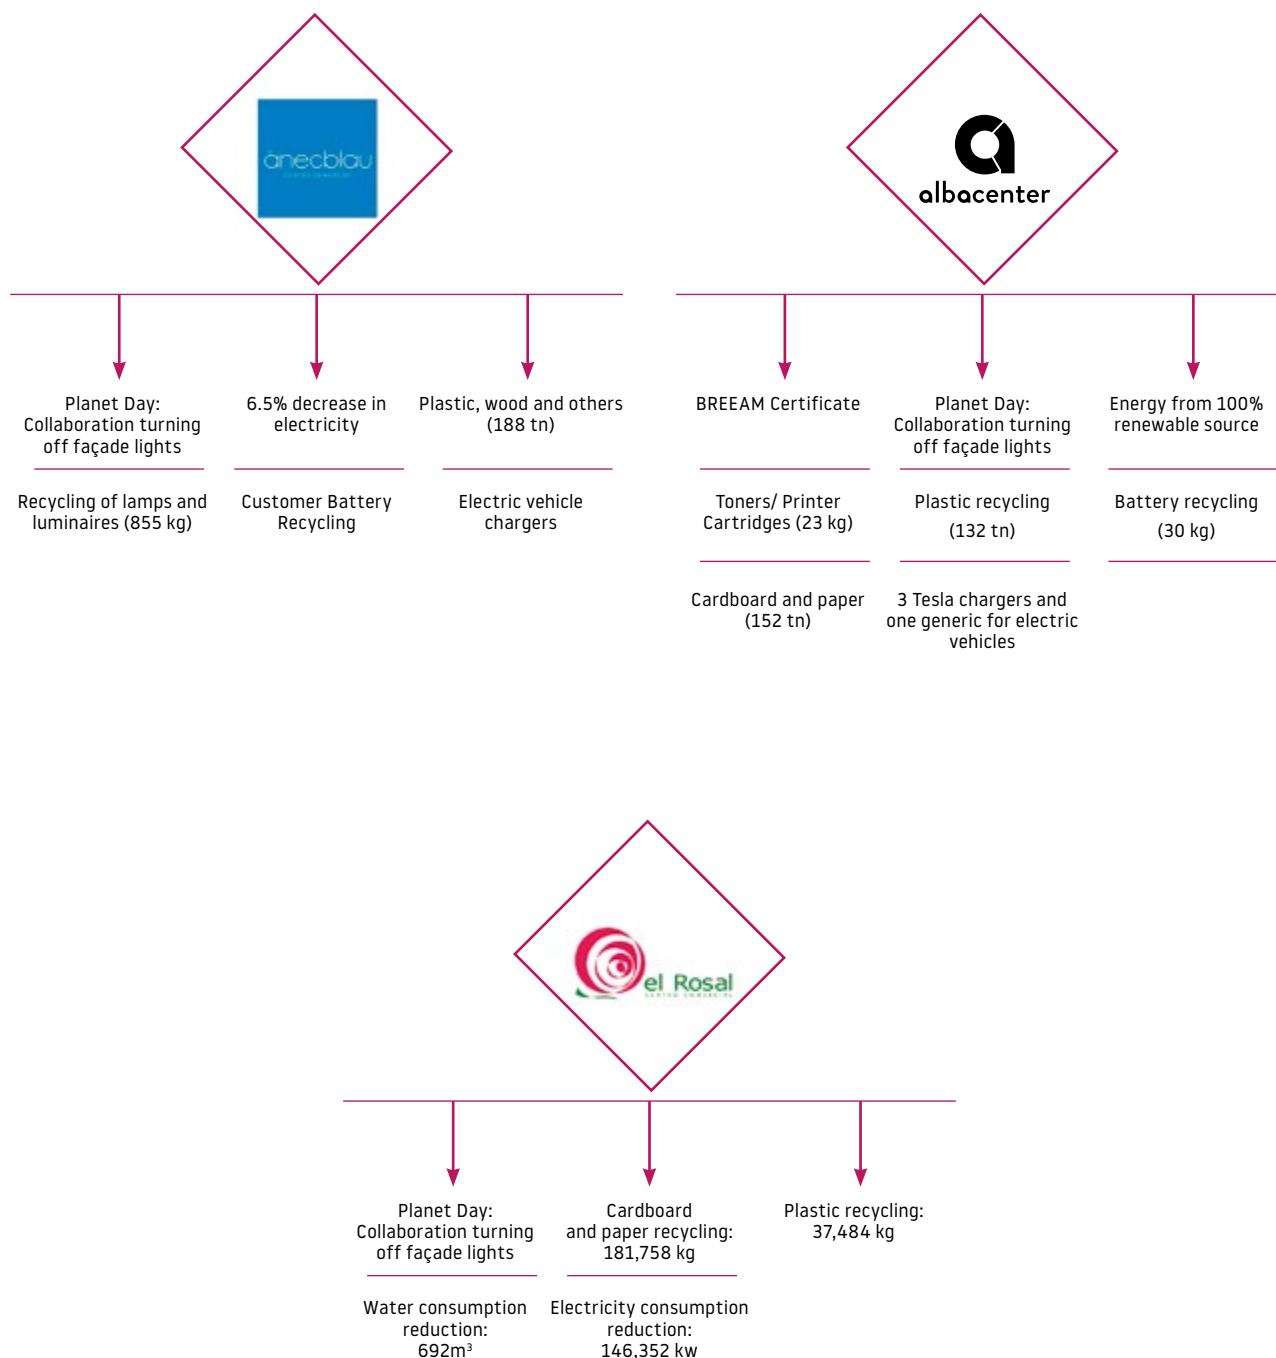 ànecblau
CENTRO COMERCIAL
Planet Day:
Collaboration turning
off façade lights
Recycling of lamps and
luminaires (855 kg)
6.5% decrease in
electricity
Customer Battery
Recycling
Plastic, wood and others
(188 tn)
Electric vehicle
chargers
albacenter
BREEAM Certificate
Toners/ Printer
Cartridges (23 kg)
Cardboard and paper
(152 tn)
Planet Day:
Collaboration turning
off façade lights
Plastic recycling
(132 tn)
3 Tesla chargers and
one generic for electric
vehicles
Energy from 100%
renewable source
Battery recycling
(30 kg)
el Rosal
CENTRO COMERCIAL
Planet Day:
Collaboration turning
off façade lights
Water consumption
reduction:
692m³
Cardboard
and paper recycling:
181,758 kg
Electricity consumption
reduction:
146,352 kw
Plastic recycling:
37,484 kg